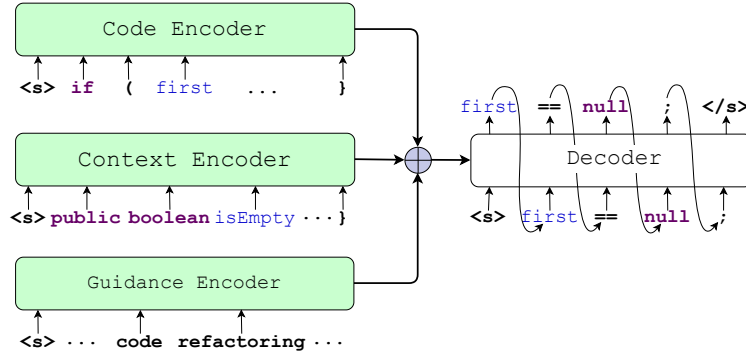 Code Encoder
<s> if ( first ... }
Context Encoder
<s> public boolean isEmpty ... }
Guidance Encoder
<s> ... code refactoring ...
first == null ; </s>
Decoder
<s> first == null ;